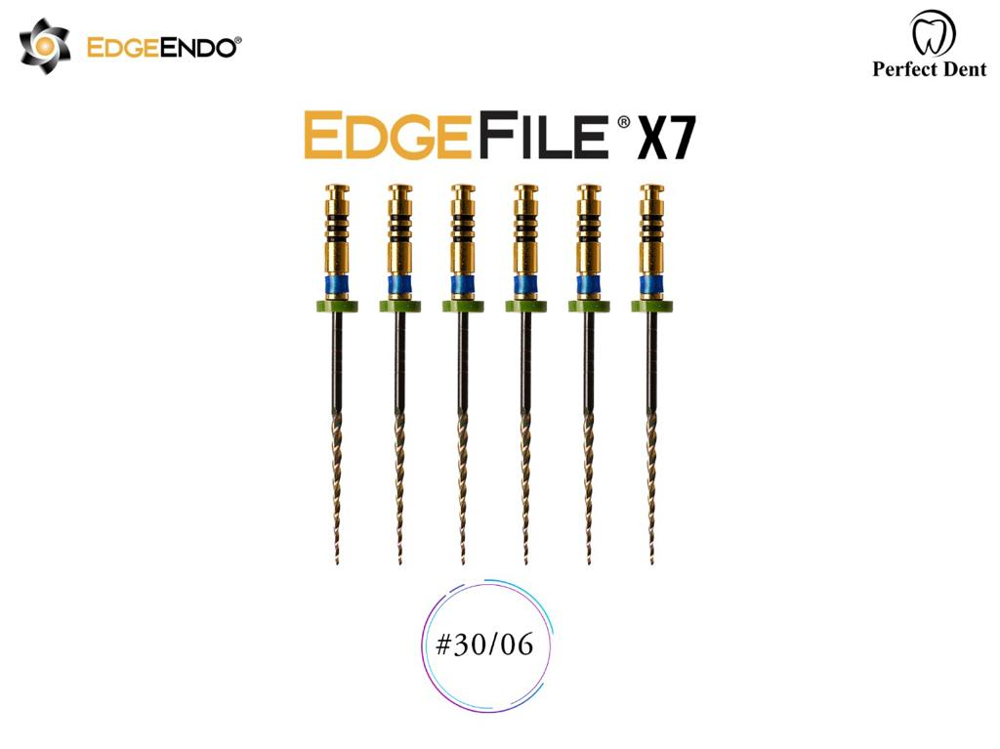 EDGEENDO®
Perfect Dent
EDGEFILE® X7
#30/06